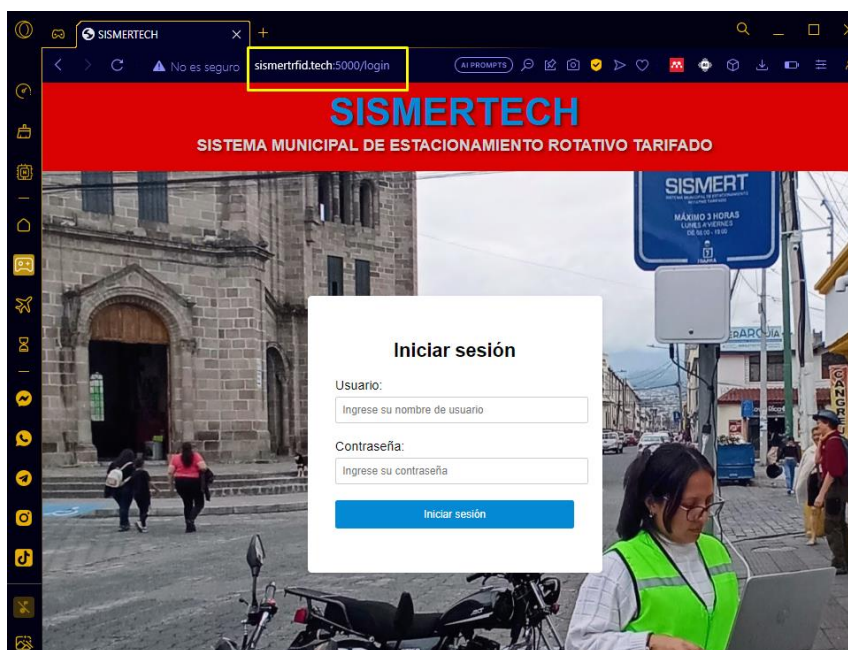 SISMERTECH
No es seguro
sismertrfid.tech:5000/login
AI PROMPTS
SISMERTECH
SISTEMA MUNICIPAL DE ESTACIONAMIENTO ROTATIVO TARIFADO
SISMERT
MÁXIMO 3 HORAS
LUNES A VIERNES
Iniciar sesión
Usuario:
Ingrese su nombre de usuario
Contraseña:
Ingrese su contraseña
Iniciar sesión